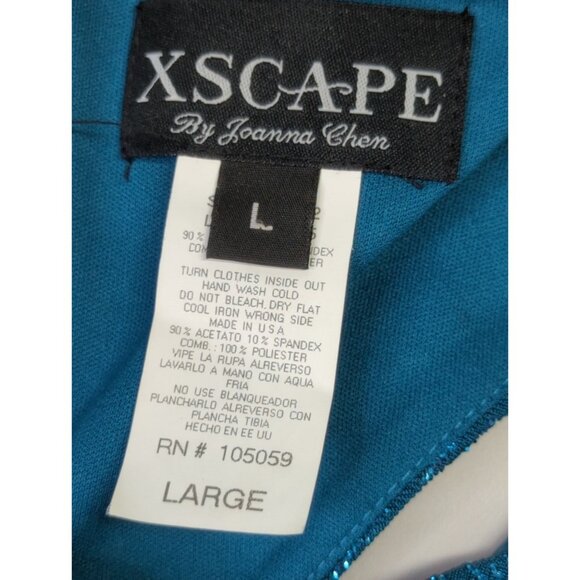 XSCAPE
By Joanna Chen
L
90%
COM
TURN CLOTHES INSIDE OUT
HAND WASH COLD
DO NOT BLEACH. DRY FLAT
COOL IRON WRONG SIDE
MADE IN USA
90% ACETATO 10% SPANDEX
COMB.: 100% POLIESTER
VIPE LA RUPA ALREVERSO
LAVARLO A MANO CON AQUA
FRIA
NO USE BLANQUEADOR
PLANCHARLO ALREVERSO CON
PLANCHA TIBIA
HECHO EN EE UU
RN # 105059
LARGE